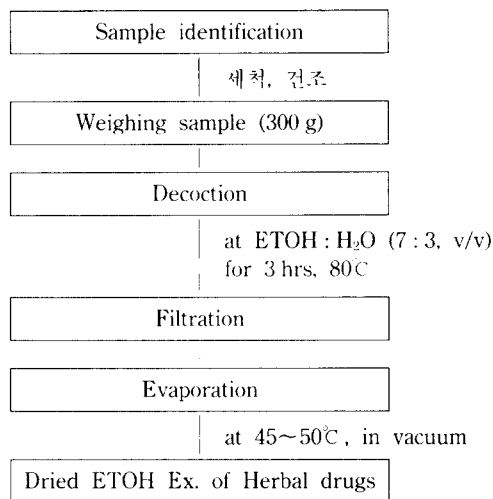 Sample identification
세척, 건조
Weighing sample (300 g)
Decoction
at ETOH : H₂O (7 : 3, v/v)
for 3 hrs, 80℃
Filtration
Evaporation
at 45～50℃, in vacuum
Dried ETOH Ex. of Herbal drugs